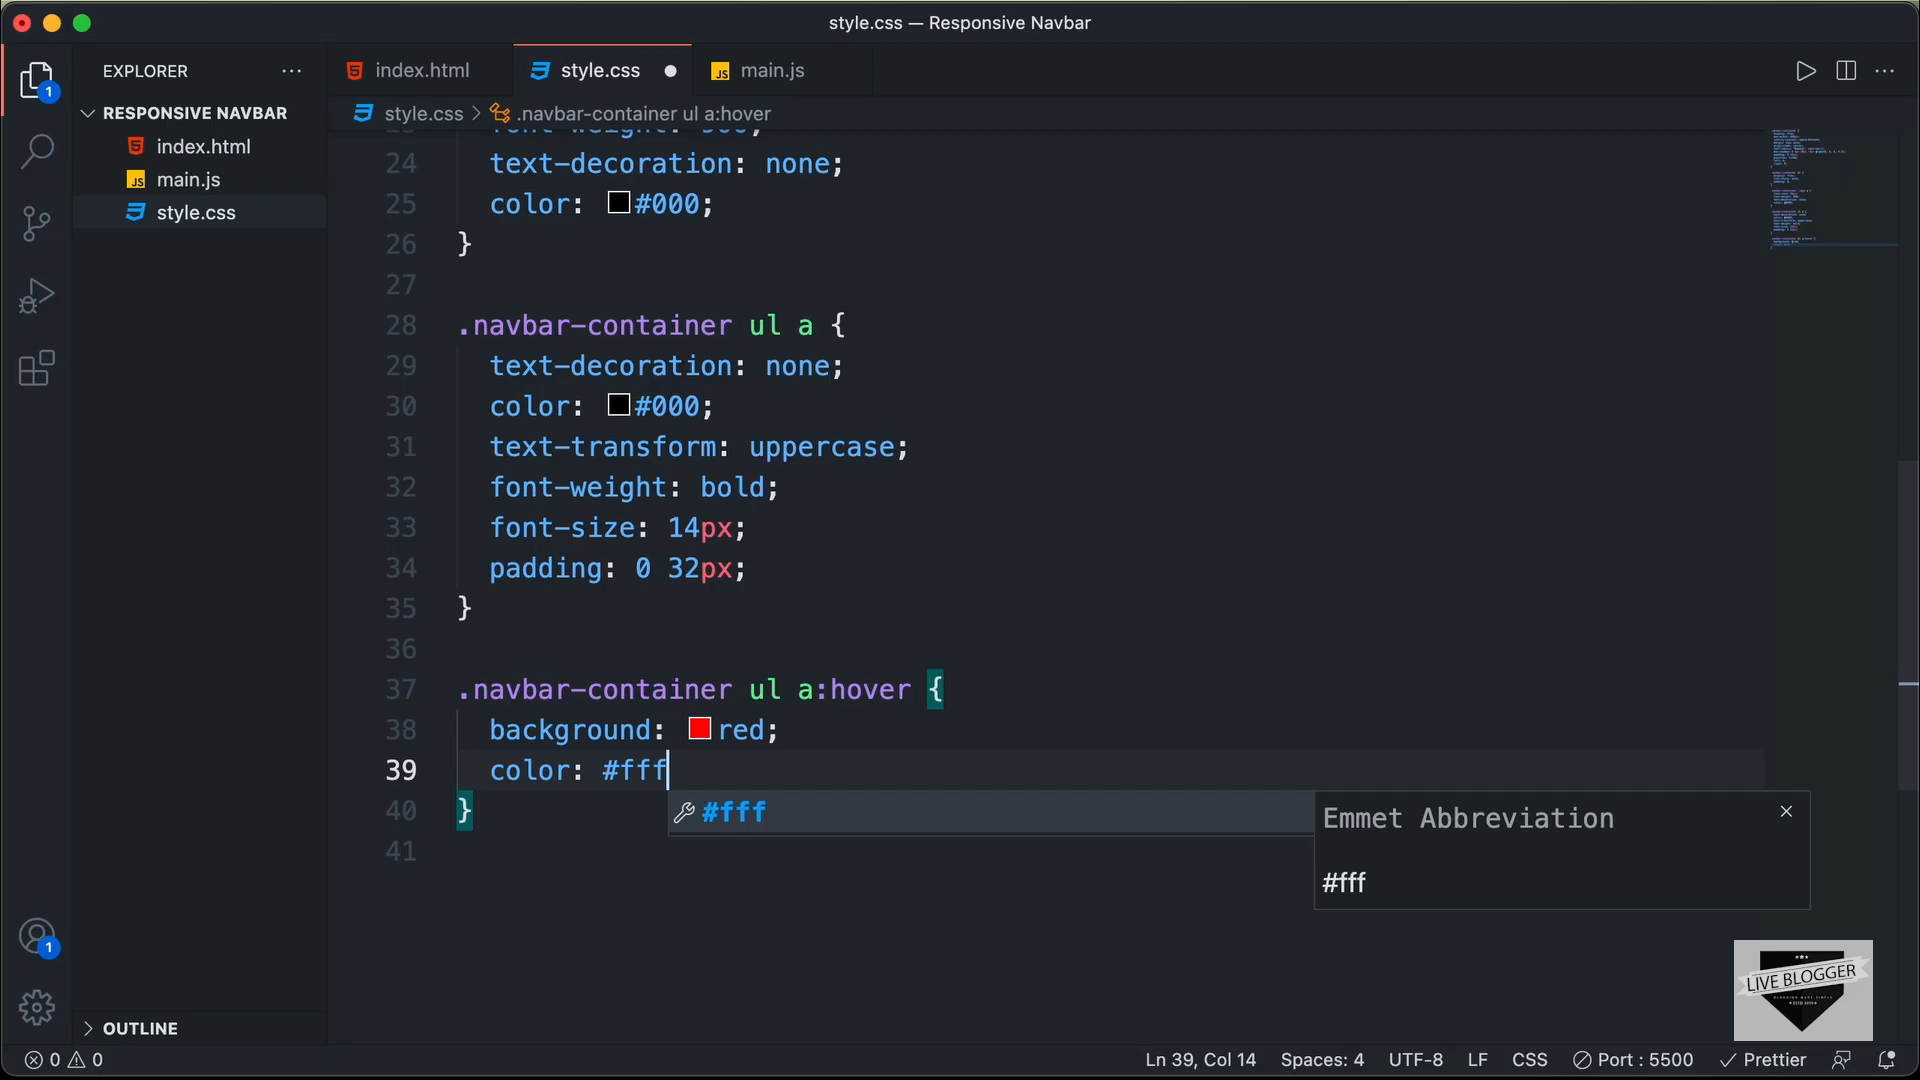 style.css — Responsive Navbar
EXPLORER
index.html
style.css
main.js
1
RESPONSIVE NAVBAR
style.css > .navbar-container ul a:hover
index.html
main.js
style.css
24 text-decoration: none;
25 color: #000;
26 }
27
28 .navbar-container ul a {
29 text-decoration: none;
30 color: #000;
31 text-transform: uppercase;
32 font-weight: bold;
33 font-size: 14px;
34 padding: 0 32px;
35 }
36
37 .navbar-container ul a:hover {
38 background: red;
39 color: #fff
40 }
41
#fff
Emmet Abbreviation
#fff
1
LIVE BLOGGER
OUTLINE
0 0
Ln 39, Col 14 Spaces: 4 UTF-8 LF CSS Port : 5500 Prettier